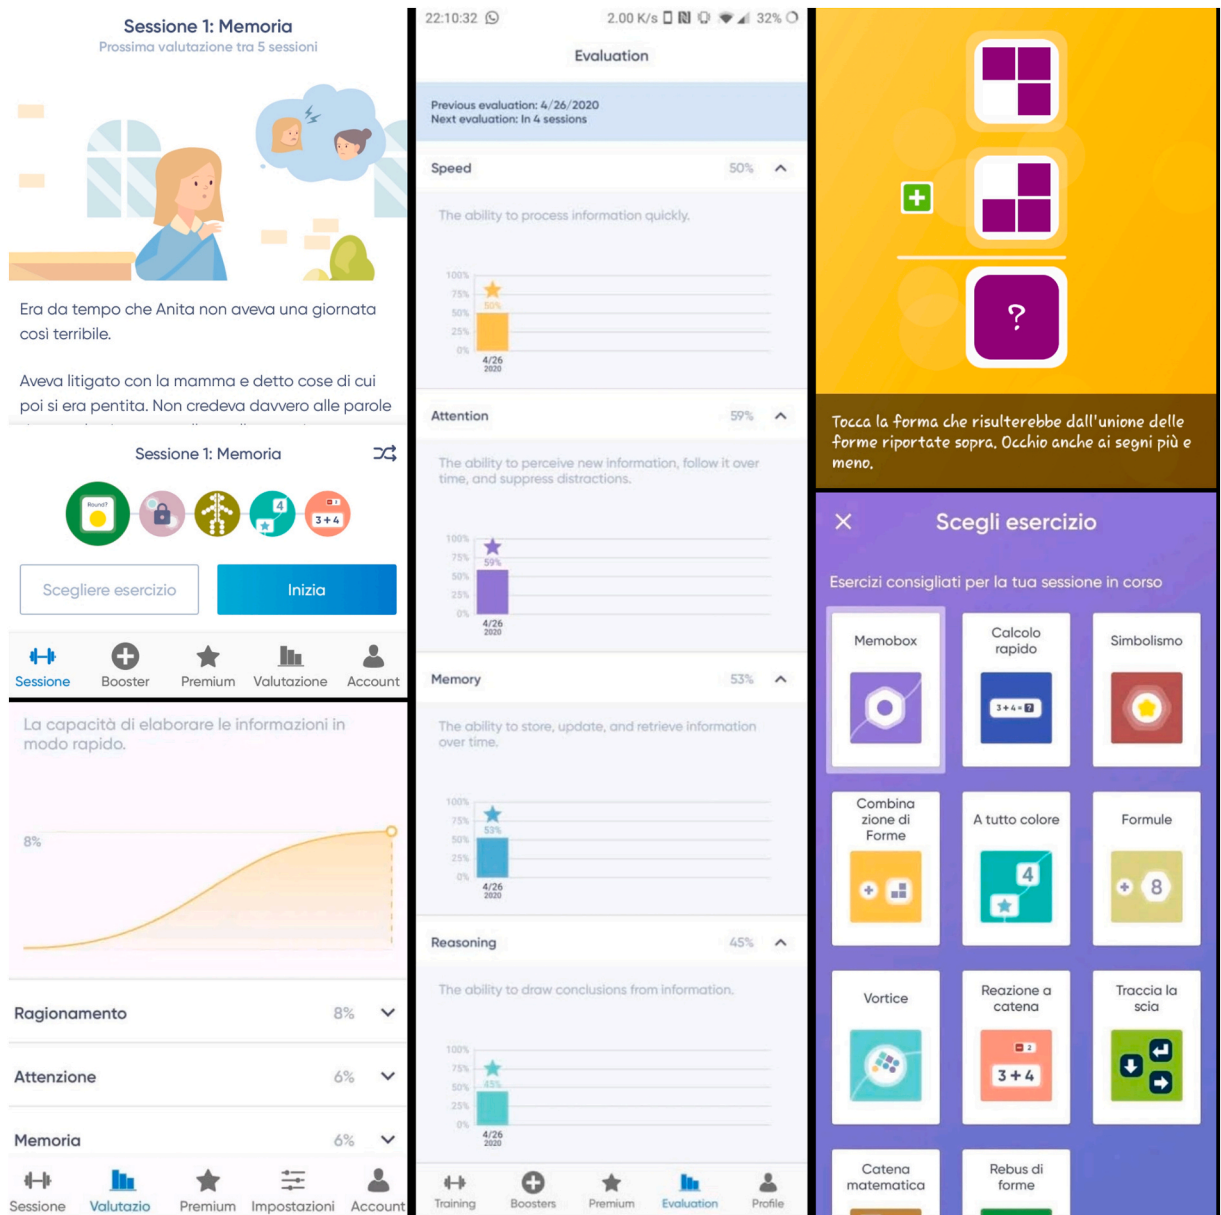 Sessione 1: Memoria
Prossima valutazione tra 5 sessioni
Era da tempo che Anita non aveva una giornata
così terribile.
Aveva litigato con la mamma e detto cose di cui
poi si era pentita. Non credeva davvero alle parole
Sessione 1: Memoria
Round?
4
3+4
Scegliere esercizio
Inizia
Sessione
Booster
Premium
Valutazione
Account
La capacità di elaborare le informazioni in
modo rapido.
8%
Ragionamento 8%
Attenzione 6%
Memoria 6%
Sessione
Valutazio
Premium
Impostazioni
Account
22:10:32
2.00 K/s
32%
Evaluation
Previous evaluation: 4/26/2020
Next evaluation: In 4 sessions
Speed 50%
The ability to process information quickly.
100%
75%
50%
50%
25%
0%
4/26
2020
Attention 59%
The ability to perceive new information, follow it over
time, and suppress distractions.
100%
75%
59%
50%
25%
0%
4/26
2020
Memory 53%
The ability to store, update, and retrieve information
over time.
100%
75%
53%
50%
25%
0%
4/26
2020
Reasoning 45%
The ability to draw conclusions from information.
100%
75%
50%
45%
25%
0%
4/26
2020
Training
Boosters
Premium
Evaluation
Profile
+
?
Tocca la forma che risulterebbe dall'unione delle
forme riportate sopra. Occhio anche ai segni più e
meno.
Scegli esercizio
Esercizi consigliati per la tua sessione in corso
Memobox
Calcolo
rapido
3+4=?
Simbolismo
Combina
zione di
Forme
+
A tutto colore
4
Formule
+ 8
Vortice
Reazione a
catena
2
3+4
Traccia la
scia
Catena
matematica
Rebus di
forme